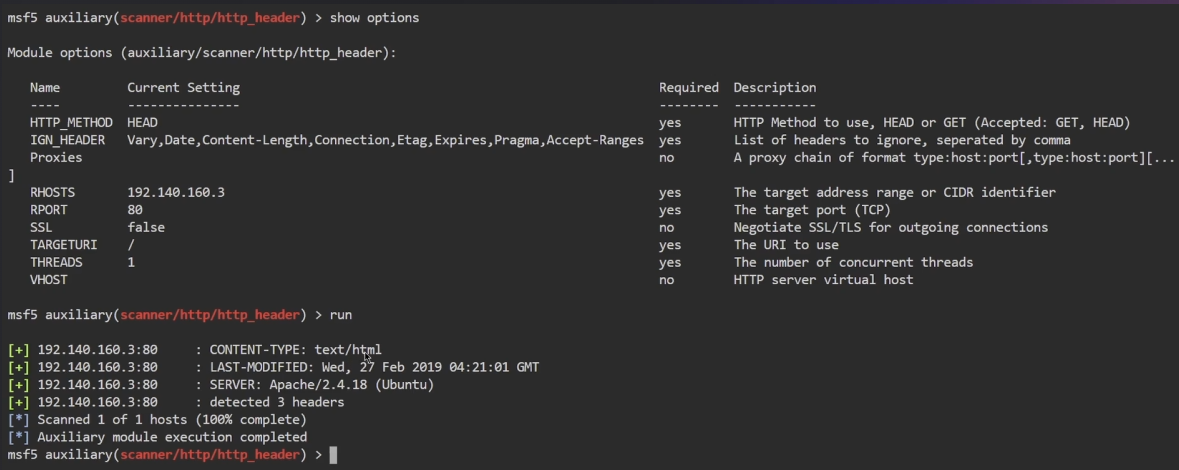 msf5 auxiliary(scanner/http/http_header) > show options
Module options (auxiliary/scanner/http/http_header):
Name Current Setting Required Description
---- --------------- -------- -----------
HTTP_METHOD HEAD yes HTTP Method to use, HEAD or GET (Accepted: GET, HEAD)
IGN_HEADER Vary,Date,Content-Length,Connection,Etag,Expires,Pragma,Accept-Ranges yes List of headers to ignore, seperated by comma
Proxies no A proxy chain of format type:host:port[,type:host:port][...
]
RHOSTS 192.140.160.3 yes The target address range or CIDR identifier
RPORT 80 yes The target port (TCP)
SSL false no Negotiate SSL/TLS for outgoing connections
TARGETURI / yes The URI to use
THREADS 1 yes The number of concurrent threads
VHOST no HTTP server virtual host
msf5 auxiliary(scanner/http/http_header) > run
[+] 192.140.160.3:80 : CONTENT-TYPE: text/html
[+] 192.140.160.3:80 : LAST-MODIFIED: Wed, 27 Feb 2019 04:21:01 GMT
[+] 192.140.160.3:80 : SERVER: Apache/2.4.18 (Ubuntu)
[+] 192.140.160.3:80 : detected 3 headers
[*] Scanned 1 of 1 hosts (100% complete)
[*] Auxiliary module execution completed
msf5 auxiliary(scanner/http/http_header) >